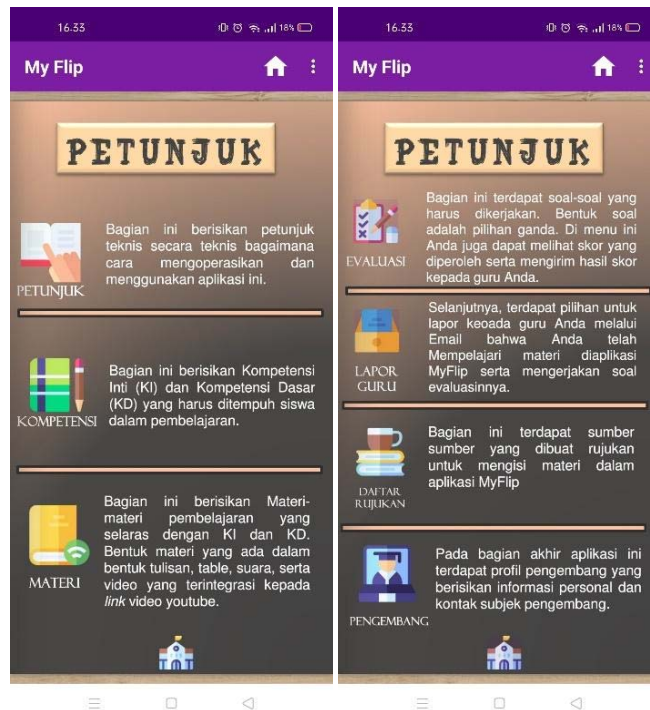 16.33
18%
My Flip
PETUNJUK
PETUNJUK
Bagian ini berisikan petunjuk
teknis secara teknis bagaimana
cara mengoperasikan dan
menggunakan aplikasi ini.
KOMPETENSI
Bagian ini berisikan Kompetensi
Inti (KI) dan Kompetensi Dasar
(KD) yang harus ditempuh siswa
dalam pembelajaran.
MATERI
Bagian ini berisikan Materi-
materi pembelajaran yang
selaras dengan KI dan KD.
Bentuk materi yang ada dalam
bentuk tulisan, table, suara, serta
video yang terintegrasi kepada
link video youtube.
16.33
18%
My Flip
PETUNJUK
EVALUASI
Bagian ini terdapat soal-soal yang
harus dikerjakan. Bentuk soal
adalah pilihan ganda. Di menu ini
Anda juga dapat melihat skor yang
diperoleh serta mengirim hasil skor
kepada guru Anda.
LAPOR
GURU
Selanjutnya, terdapat pilihan untuk
lapor keoada guru Anda melalui
Email bahwa Anda telah
Mempelajari materi diaplikasi
MyFlip serta mengerjakan soal
evaluasinnya.
DAFTAR
RUJUKAN
Bagian ini terdapat sumber
sumber yang dibuat rujukan
untuk mengisi materi dalam
aplikasi MyFlip
PENGEMBANG
Pada bagian akhir aplikasi ini
terdapat profil pengembang yang
berisikan informasi personal dan
kontak subjek pengembang.